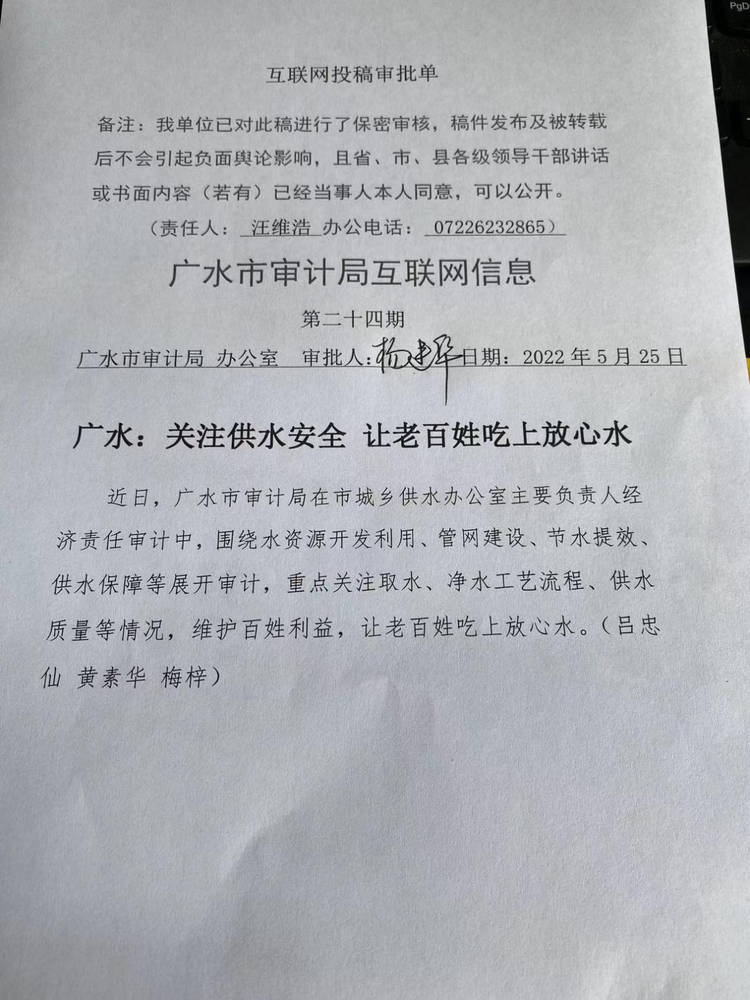 PgD
互联网投稿审批单
备注：我单位已对此稿进行了保密审核，稿件发布及被转载
后不会引起负面舆论影响，且省、市、县各级领导干部讲话
或书面内容（若有）已经当事人本人同意，可以公开。
（责任人： 汪维浩 办公电话： 07226232865）
广水市审计局互联网信息
第二十四期
广水市审计局 办公室 审批人：杨建军 日期：2022 年 5 月 25 日
广水：关注供水安全 让老百姓吃上放心水
近日，广水市审计局在市城乡供水办公室主要负责人经
济责任审计中，围绕水资源开发利用、管网建设、节水提效、
供水保障等展开审计，重点关注取水、净水工艺流程、供水
质量等情况，维护百姓利益，让老百姓吃上放心水。（吕忠
仙 黄素华 梅梓）